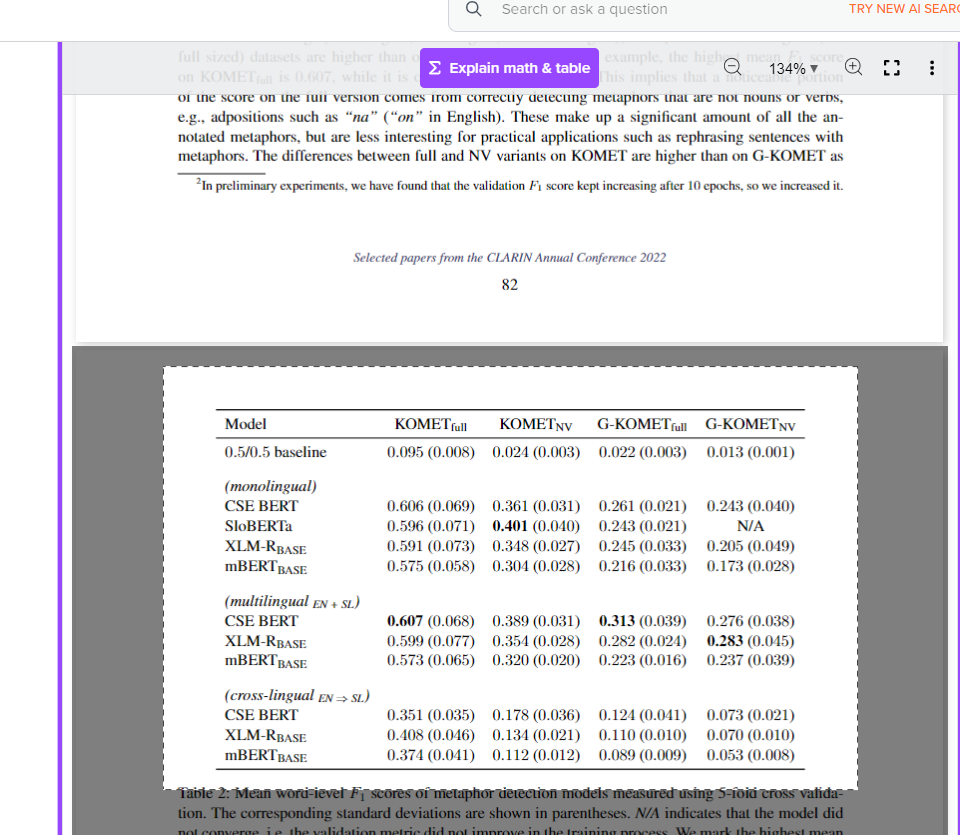 Search or ask a question
TRY NEW AI SEARC
full sized) datasets are higher than o
example, the highest mean F1 score
Σ Explain math & table
134%
on KOMETfull is 0.607, while it is
This implies that a noticeable portion
of the score on the full version comes from correctly detecting metaphors that are not nouns or verbs,
e.g., adpositions such as “na” (“on” in English). These make up a significant amount of all the an-
notated metaphors, but are less interesting for practical applications such as rephrasing sentences with
metaphors. The differences between full and NV variants on KOMET are higher than on G-KOMET as
2In preliminary experiments, we have found that the validation F1 score kept increasing after 10 epochs, so we increased it.
Selected papers from the CLARIN Annual Conference 2022
82
Model KOMETfull KOMETNV G-KOMETfull G-KOMETNV
0.5/0.5 baseline 0.095 (0.008) 0.024 (0.003) 0.022 (0.003) 0.013 (0.001)
(monolingual)
CSE BERT 0.606 (0.069) 0.361 (0.031) 0.261 (0.021) 0.243 (0.040)
SloBERTa 0.596 (0.071) 0.401 (0.040) 0.243 (0.021) N/A
XLM-RBASE 0.591 (0.073) 0.348 (0.027) 0.245 (0.033) 0.205 (0.049)
mBERTBASE 0.575 (0.058) 0.304 (0.028) 0.216 (0.033) 0.173 (0.028)
(multilingual EN + SL)
CSE BERT 0.607 (0.068) 0.389 (0.031) 0.313 (0.039) 0.276 (0.038)
XLM-RBASE 0.599 (0.077) 0.354 (0.028) 0.282 (0.024) 0.283 (0.045)
mBERTBASE 0.573 (0.065) 0.320 (0.020) 0.223 (0.016) 0.237 (0.039)
(cross-lingual EN ⇒ SL)
CSE BERT 0.351 (0.035) 0.178 (0.036) 0.124 (0.041) 0.073 (0.021)
XLM-RBASE 0.408 (0.046) 0.134 (0.021) 0.110 (0.010) 0.070 (0.010)
mBERTBASE 0.374 (0.041) 0.112 (0.012) 0.089 (0.009) 0.053 (0.008)
Table 2: Mean word-level F1 scores of metaphor detection models measured using 5-fold cross valida-
tion. The corresponding standard deviations are shown in parentheses. N/A indicates that the model did
not converge, i.e. the validation metric did not improve in the training process. We mark the highest mean